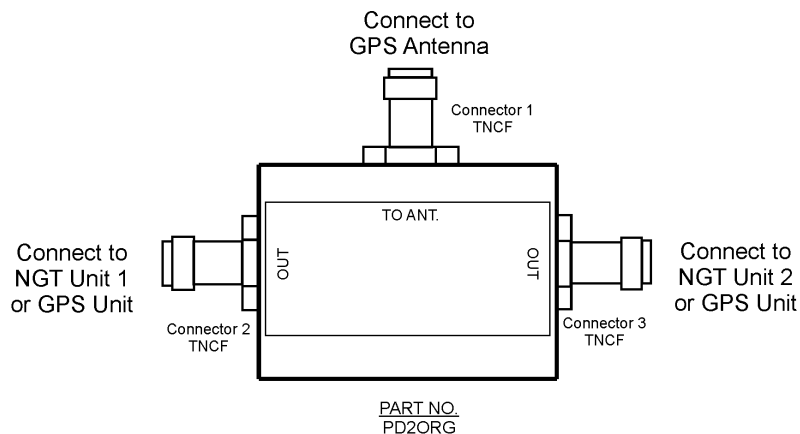 Connect to
GPS Antenna
Connector 1
TNCF
TO ANT.
Connect to
NGT Unit 1
or GPS Unit
OUT
OUT
Connect to
NGT Unit 2
or GPS Unit
Connector 2
TNCF
Connector 3
TNCF
PART NO.
PD2ORG